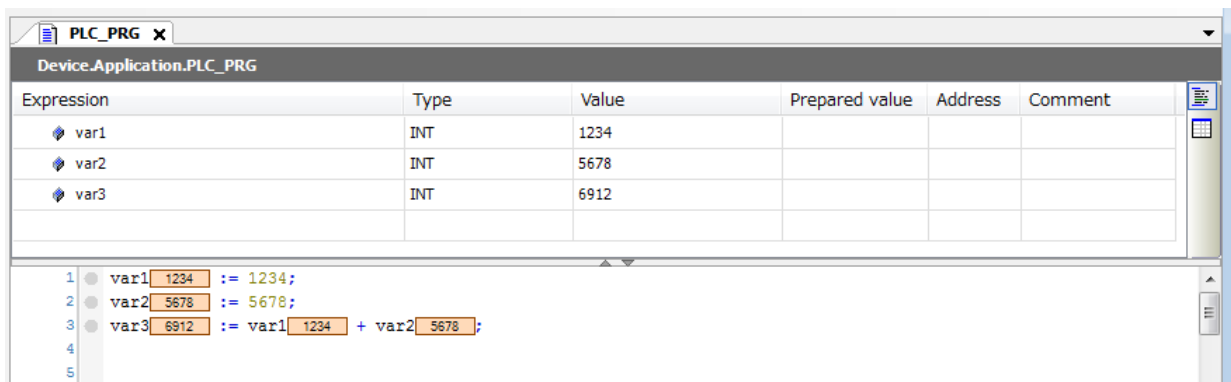 PLC_PRG x
Device.Application.PLC_PRG
Expression Type Value Prepared value Address Comment
var1 INT 1234
var2 INT 5678
var3 INT 6912
1 var1 1234 := 1234;
2 var2 5678 := 5678;
3 var3 6912 := var1 1234 + var2 5678 ;
4
5